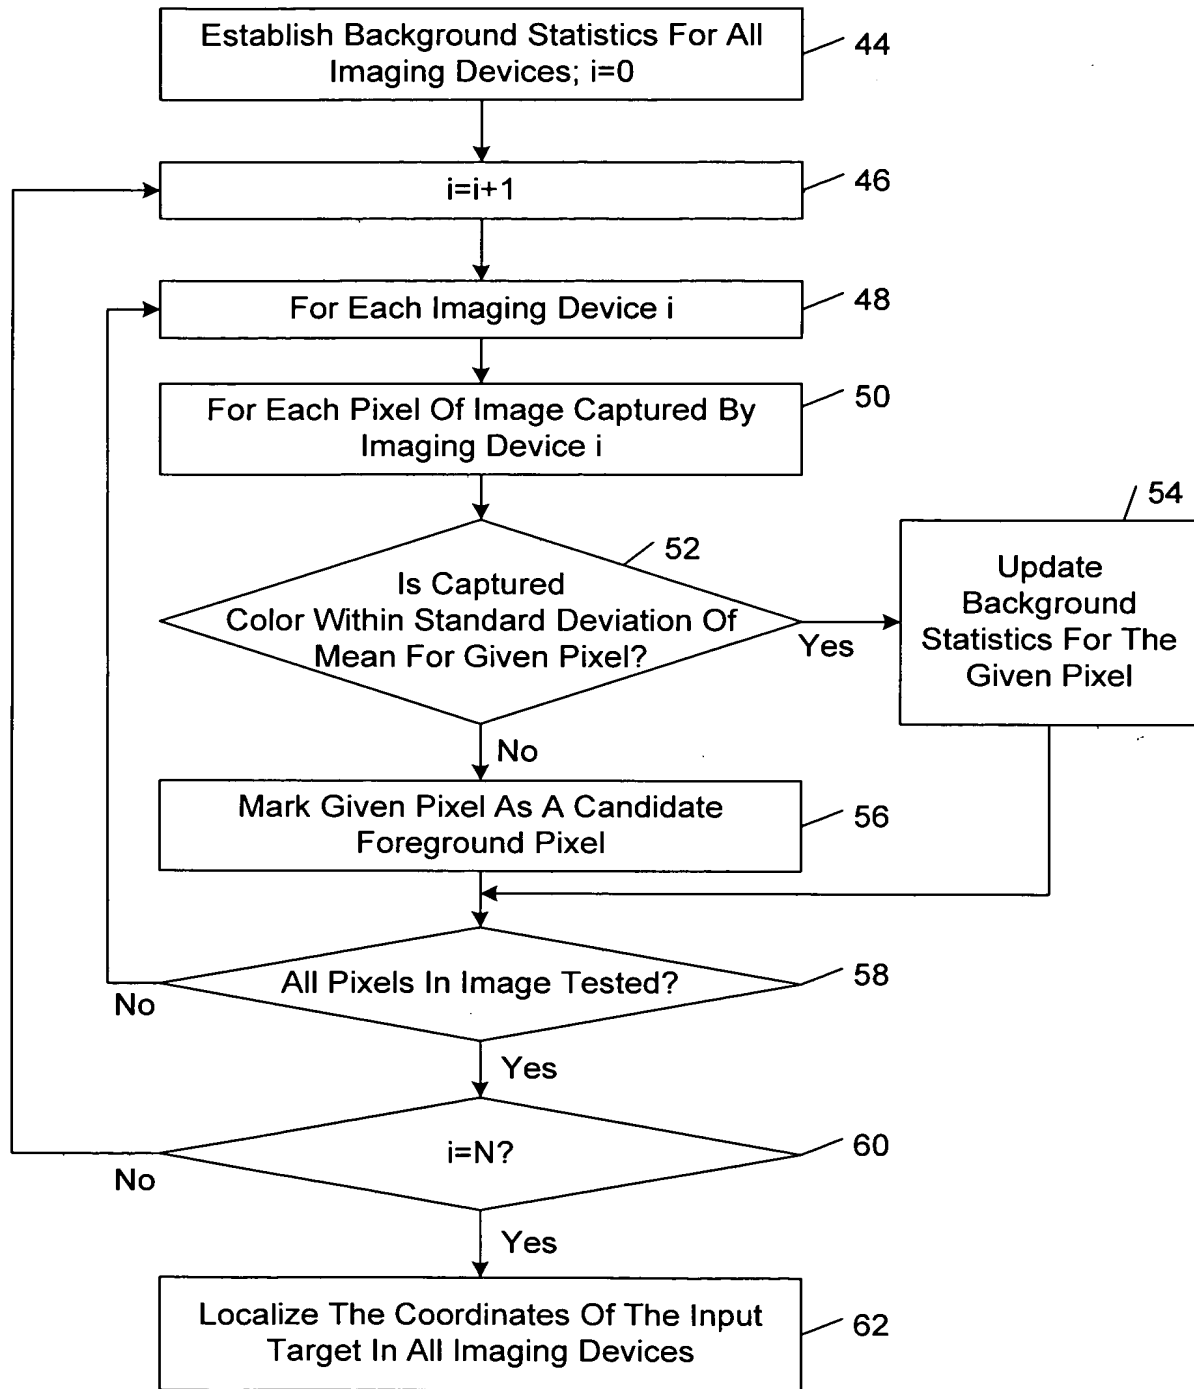 Establish Background Statistics For All
Imaging Devices; i=0
44
i=i+1
46
For Each Imaging Device i
48
For Each Pixel Of Image Captured By
Imaging Device i
50
Is Captured
Color Within Standard Deviation Of
Mean For Given Pixel?
52
Yes
Update
Background
Statistics For The
Given Pixel
54
No
Mark Given Pixel As A Candidate
Foreground Pixel
56
All Pixels In Image Tested?
58
No
Yes
i=N?
60
No
Yes
Localize The Coordinates Of The Input
Target In All Imaging Devices
62